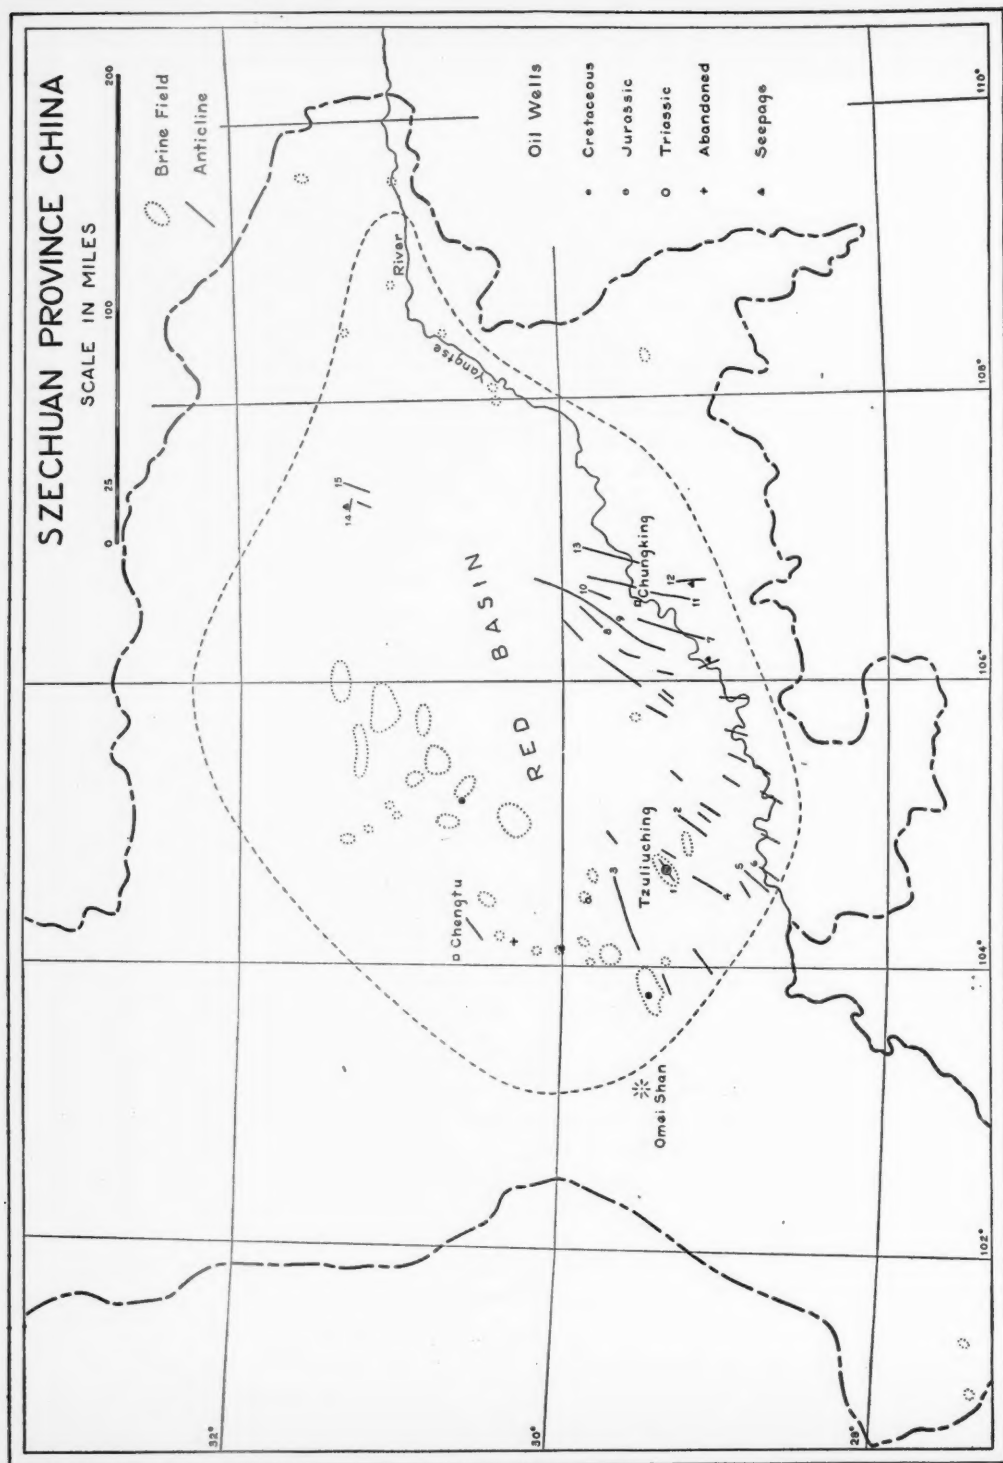 SZECHUAN PROVINCE CHINA
SCALE IN MILES
0 25 100 200
Brine Field
Anticline
Oil Wells
Cretaceous
Jurassic
Triassic
Abandoned
Seepage
32°
30°
28°
102°
104°
106°
108°
110°
RED BASIN
Yangtse River
Chengtu
Omei Shan
Tzuliuching
Chungking
1
2
3
4
5
6
7
8
9
10
11
12
13
14
15